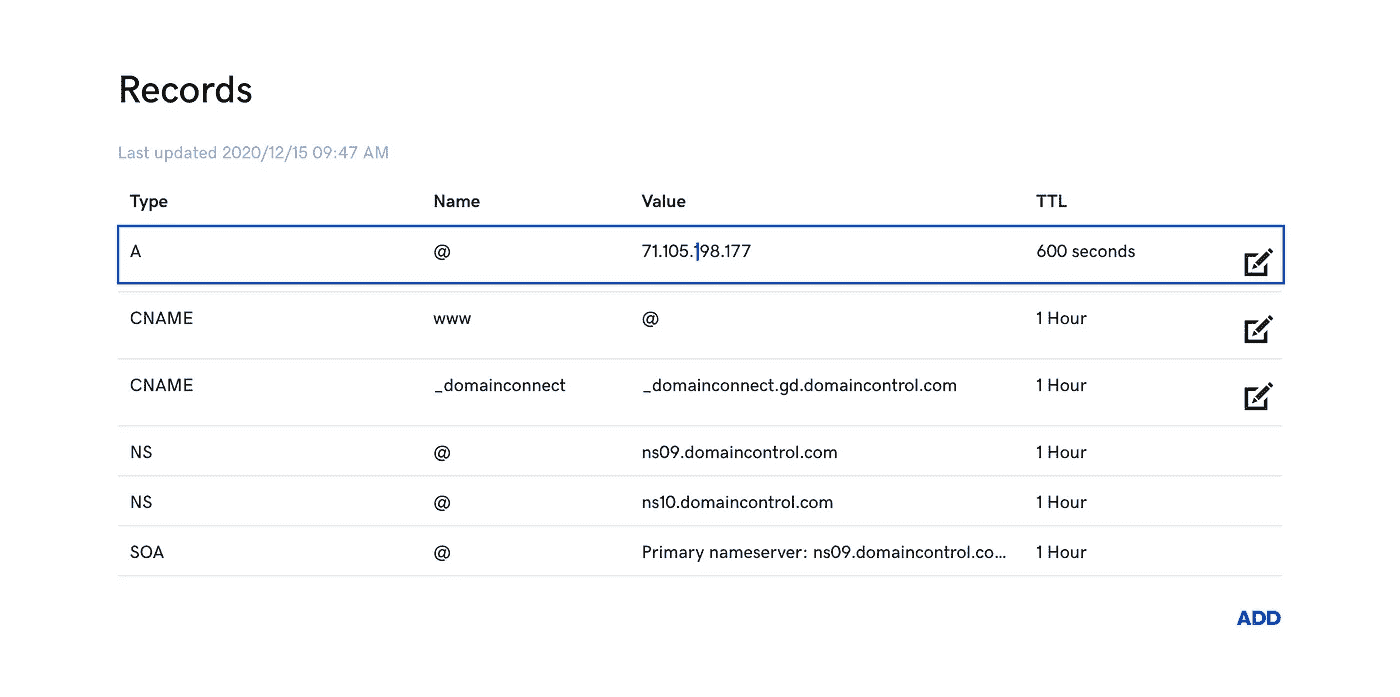 Records
Last updated 2020/12/15 09:47 AM
Type Name Value TTL
A @ 71.105.198.177 600 seconds
CNAME www @ 1 Hour
CNAME _domainconnect _domainconnect.gd.domaincontrol.com 1 Hour
NS @ ns09.domaincontrol.com 1 Hour
NS @ ns10.domaincontrol.com 1 Hour
SOA @ Primary nameserver: ns09.domaincontrol.co... 1 Hour
ADD